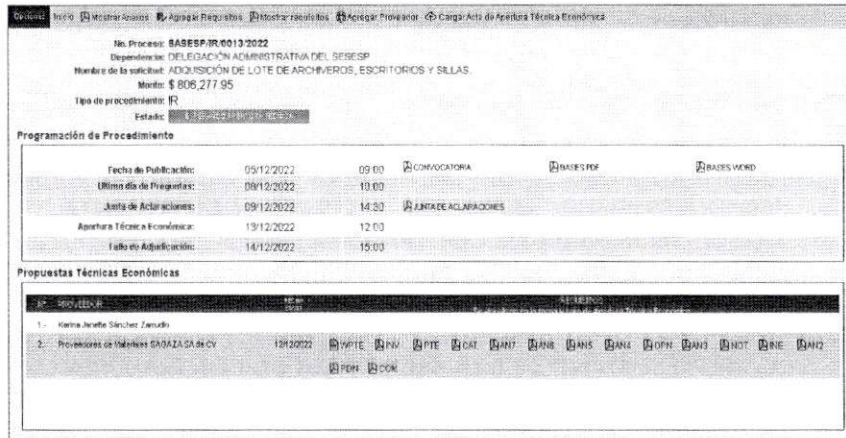 Opciones Inicio Mostrar Anexos Agregar Requisitos Mostrar requisitos Agregar Proveedor Cargar Acta de Apertura Técnica Económica
No. Proceso: SASESP/IR/0013/2022
Dependencia: DELEGACIÓN ADMINISTRATIVA DEL SESESP
Nombre de la solicitud: ADQUISICIÓN DE LOTE DE ARCHIVEROS, ESCRITORIOS Y SILLAS.
Monto: $ 806,277.95
Tipo de procedimiento: IR
Estado:
Programación de Procedimiento
Fecha de Publicación: 05/12/2022 09:00 CONVOCATORIA BASES PDF BASES WORD
Ultimo día de Preguntas: 08/12/2022 10:00
Junta de Aclaraciones: 09/12/2022 14:30 JUNTA DE ACLARACIONES
Apertura Técnica Económica: 13/12/2022 12:00
Fallo de Adjudicación: 14/12/2022 15:00
Propuestas Técnicas Económicas
N°. PROVEEDOR
1.- Karina Janette Sánchez Zamudio
2.- Proveedores de Materiales SAGAZA SA de CV 12/12/2022 WPTE INV PTE CAT AN7 AN6 AN5 AN4 OPN AN3 NOT INE AN2
PDN COM